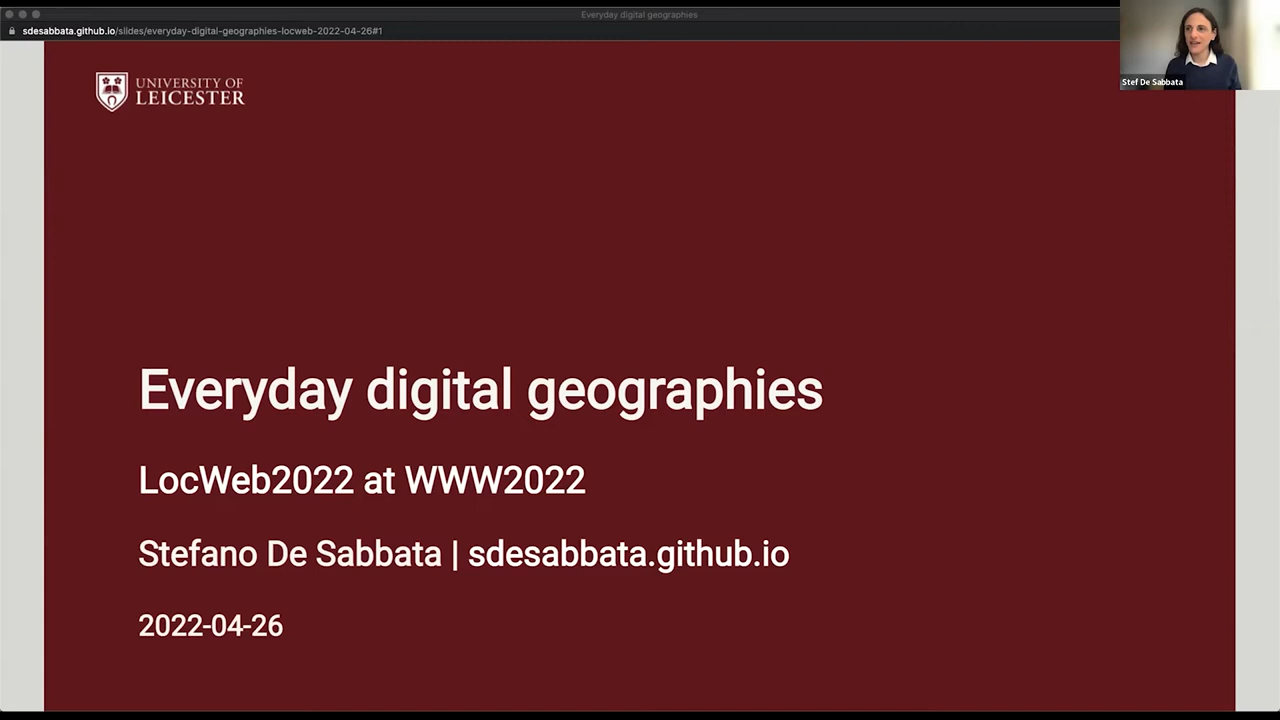 Everyday digital geographies
sdesabbata.github.io/slides/everyday-digital-geographies-locweb-2022-04-26#1
Stef De Sabbata
UNIVERSITY OF
LEICESTER
Everyday digital geographies
LocWeb2022 at WWW2022
Stefano De Sabbata | sdesabbata.github.io
2022-04-26